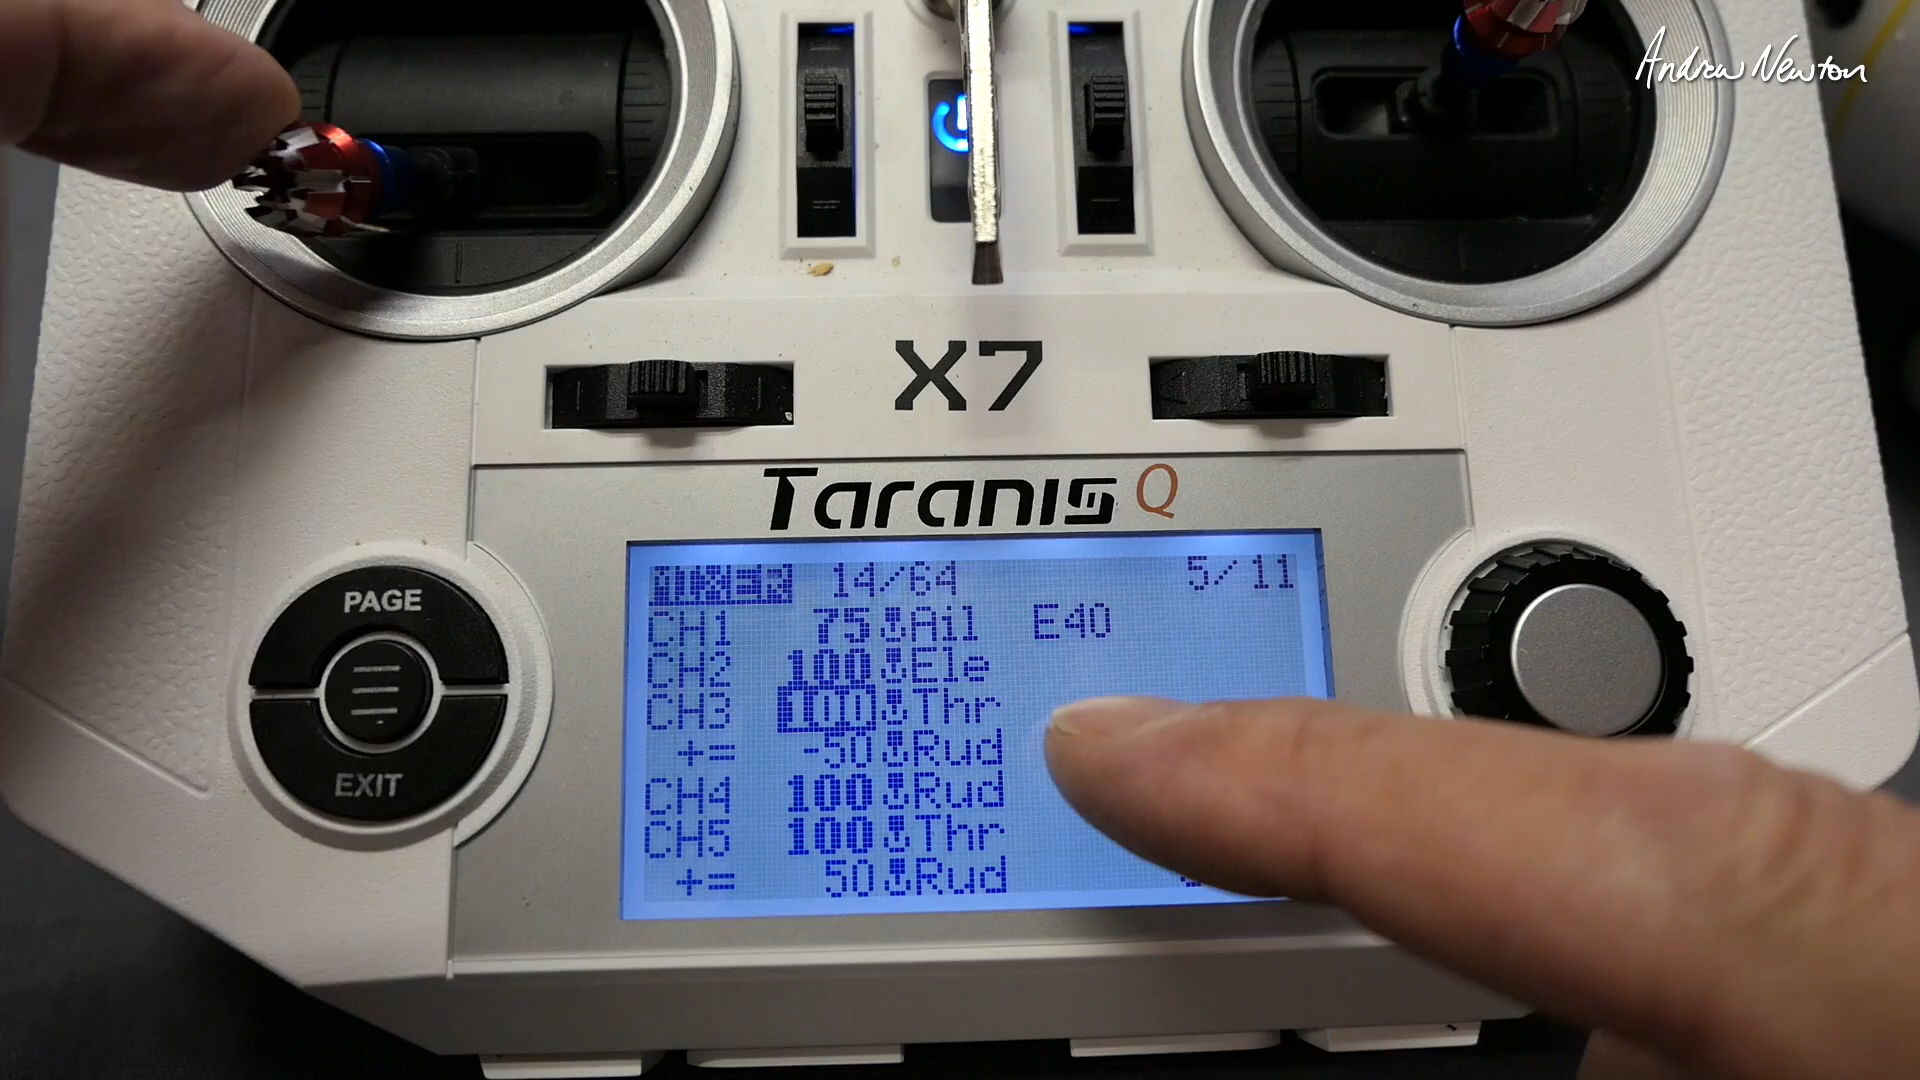 Andrew Newton
X7
Taranis Q
PAGE
EXIT
MIXER 14/64 5/11
CH1 75 Ail E40
CH2 100 Ele
CH3 100 Thr
+= -50 Rud
CH4 100 Rud
CH5 100 Thr
+= 50 Rud